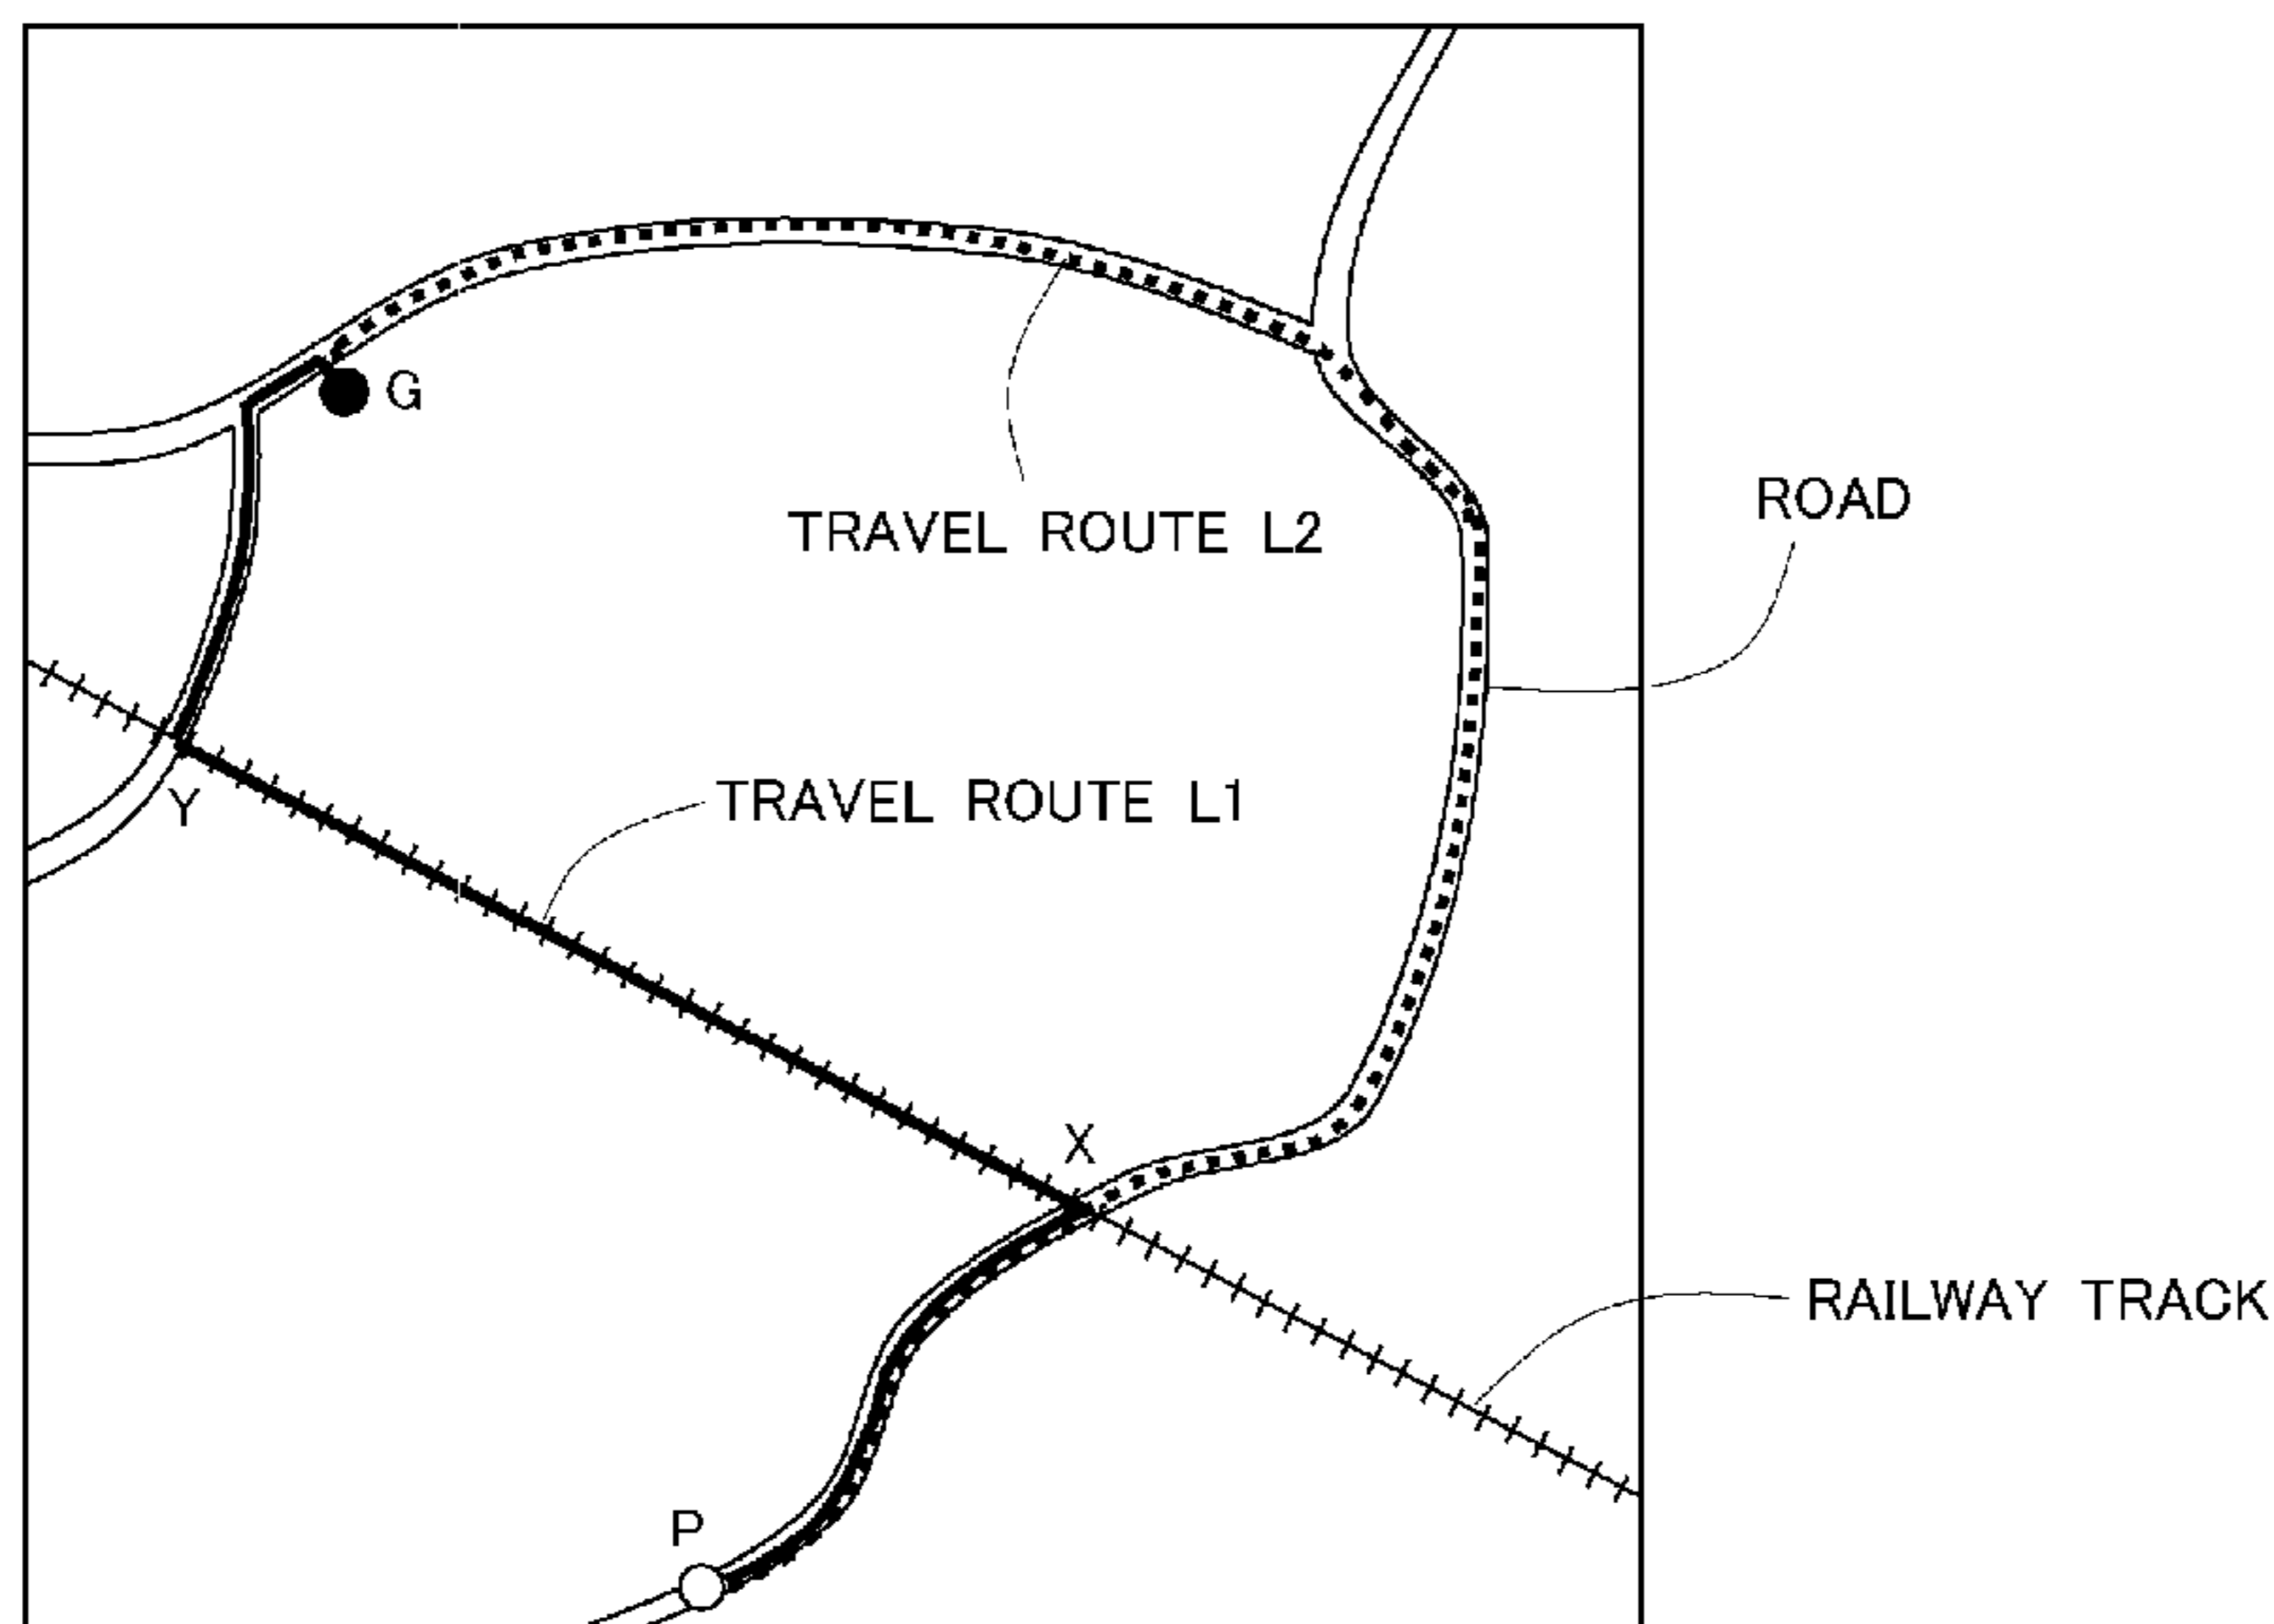 G
ROAD
TRAVEL ROUTE L2
TRAVEL ROUTE L1
Y
X
RAILWAY TRACK
P